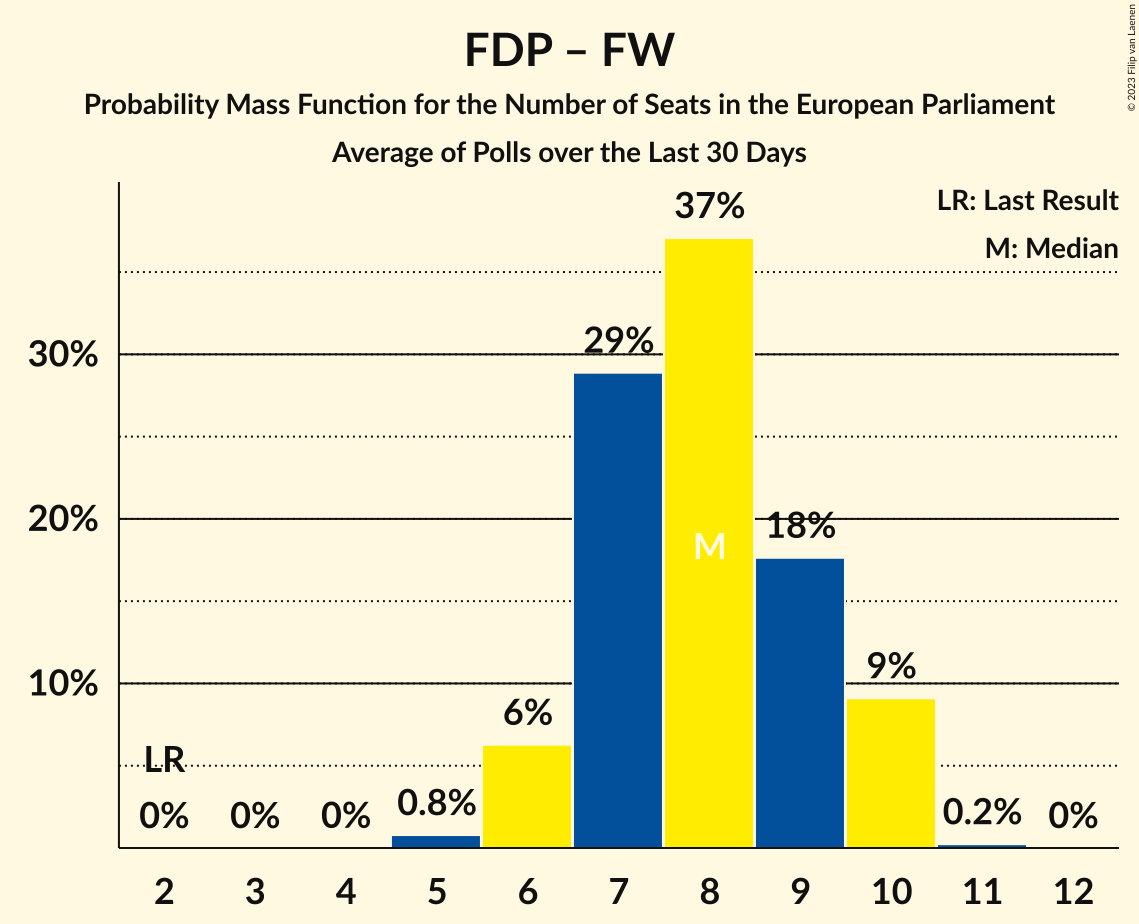 FDP – FW
Probability Mass Function for the Number of Seats in the European Parliament
Average of Polls over the Last 30 Days
© 2023 Filip van Laenen
LR: Last Result
M: Median
37%
29%
30%
20%
18%
M
10%
9%
6%
LR
0%
0%
0%
0.8%
0.2%
0%
2 3 4 5 6 7 8 9 10 11 12